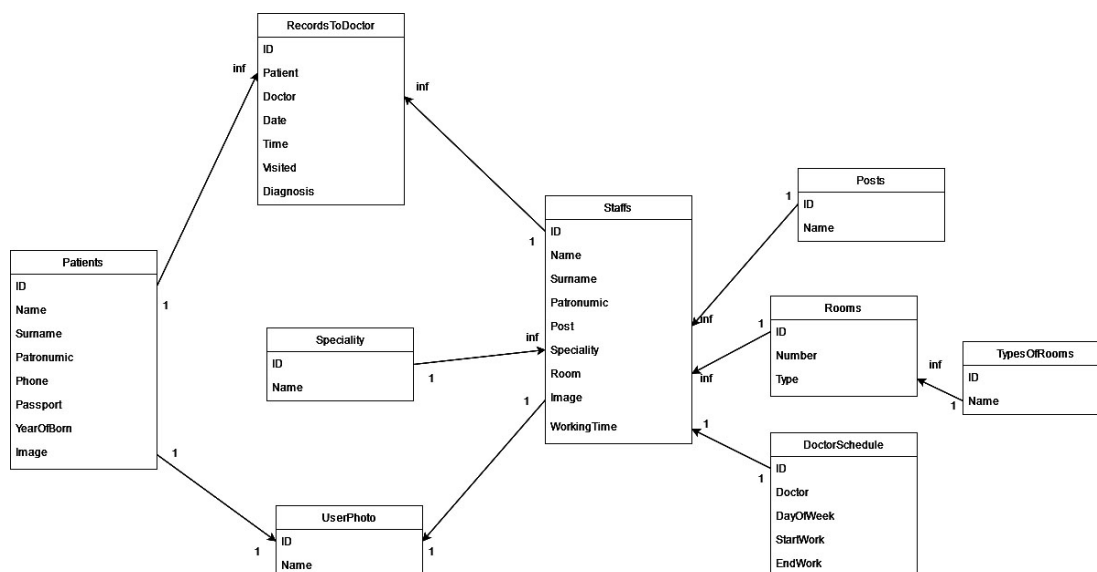 RecordsToDoctor
ID
Patient
Doctor
Date
Time
Visited
Diagnosis
inf
inf
1
1
Patients
ID
Name
Surname
Patronumic
Phone
Passport
YearOfBorn
Image
1
1
Speciality
ID
Name
1
inf
Staffs
ID
Name
Surname
Patronumic
Post
Speciality
Room
Image
WorkingTime
1
1
UserPhoto
ID
Name
Posts
ID
Name
1
inf
Rooms
ID
Number
Type
1
inf
TypesOfRooms
ID
Name
1
inf
DoctorSchedule
ID
Doctor
DayOfWeek
StartWork
EndWork
1
1